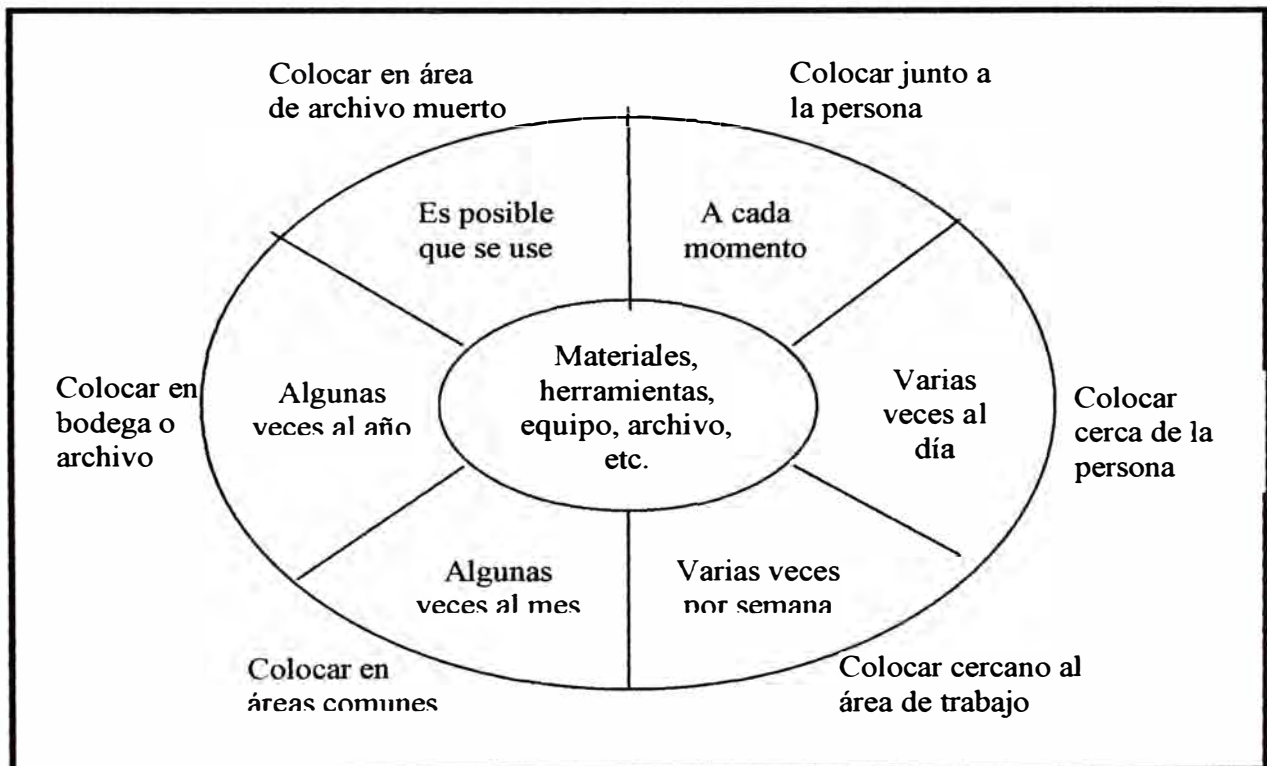 Colocar en área
de archivo muerto
Colocar junto a
la persona
Es posible
que se use
A cada
momento
Materiales,
herramientas,
equipo, archivo,
etc.
Algunas
veces al año
Varias
veces al
día
Colocar en
bodega o
archivo
Colocar
cerca de la
persona
Algunas
veces al mes
Varias veces
por semana
Colocar en
áreas comunes
Colocar cercano al
área de trabajo